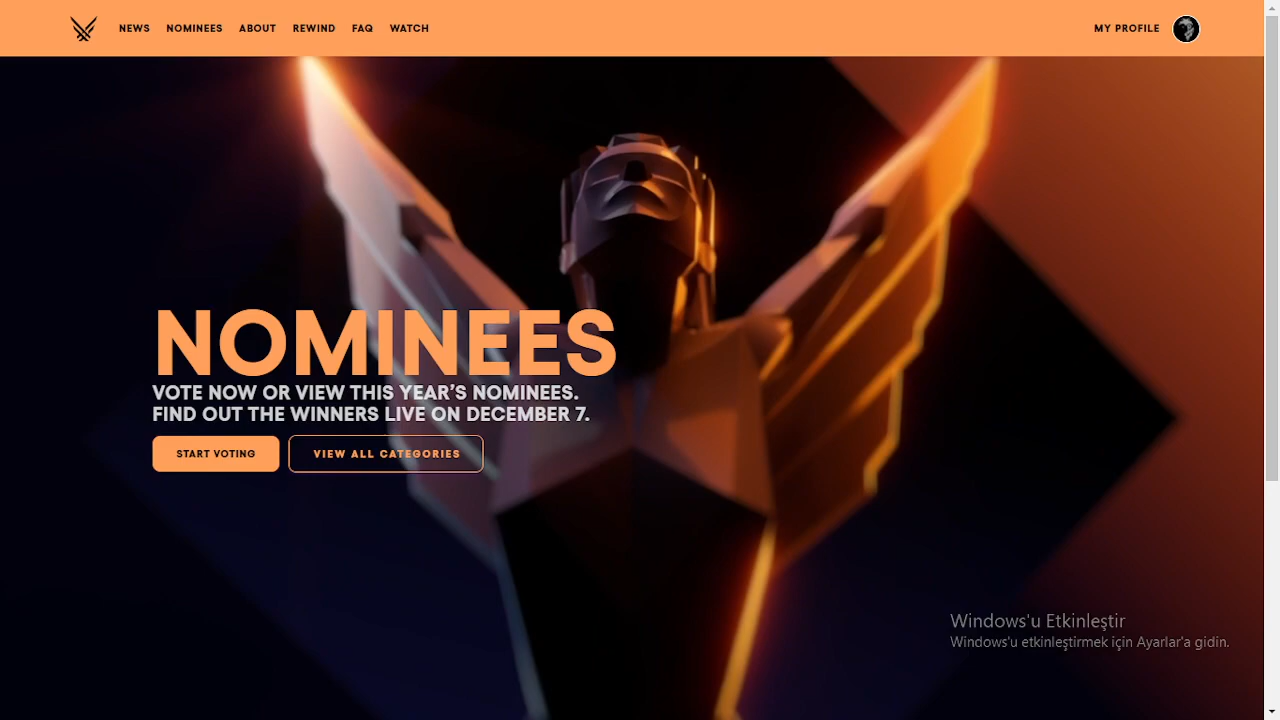 NEWS NOMINEES ABOUT REWIND FAQ WATCH MY PROFILE
NOMINEES
VOTE NOW OR VIEW THIS YEAR’S NOMINEES.
FIND OUT THE WINNERS LIVE ON DECEMBER 7.
START VOTING VIEW ALL CATEGORIES
Windows'u Etkinleştir
Windows'u etkinleştirmek için Ayarlar'a gidin.